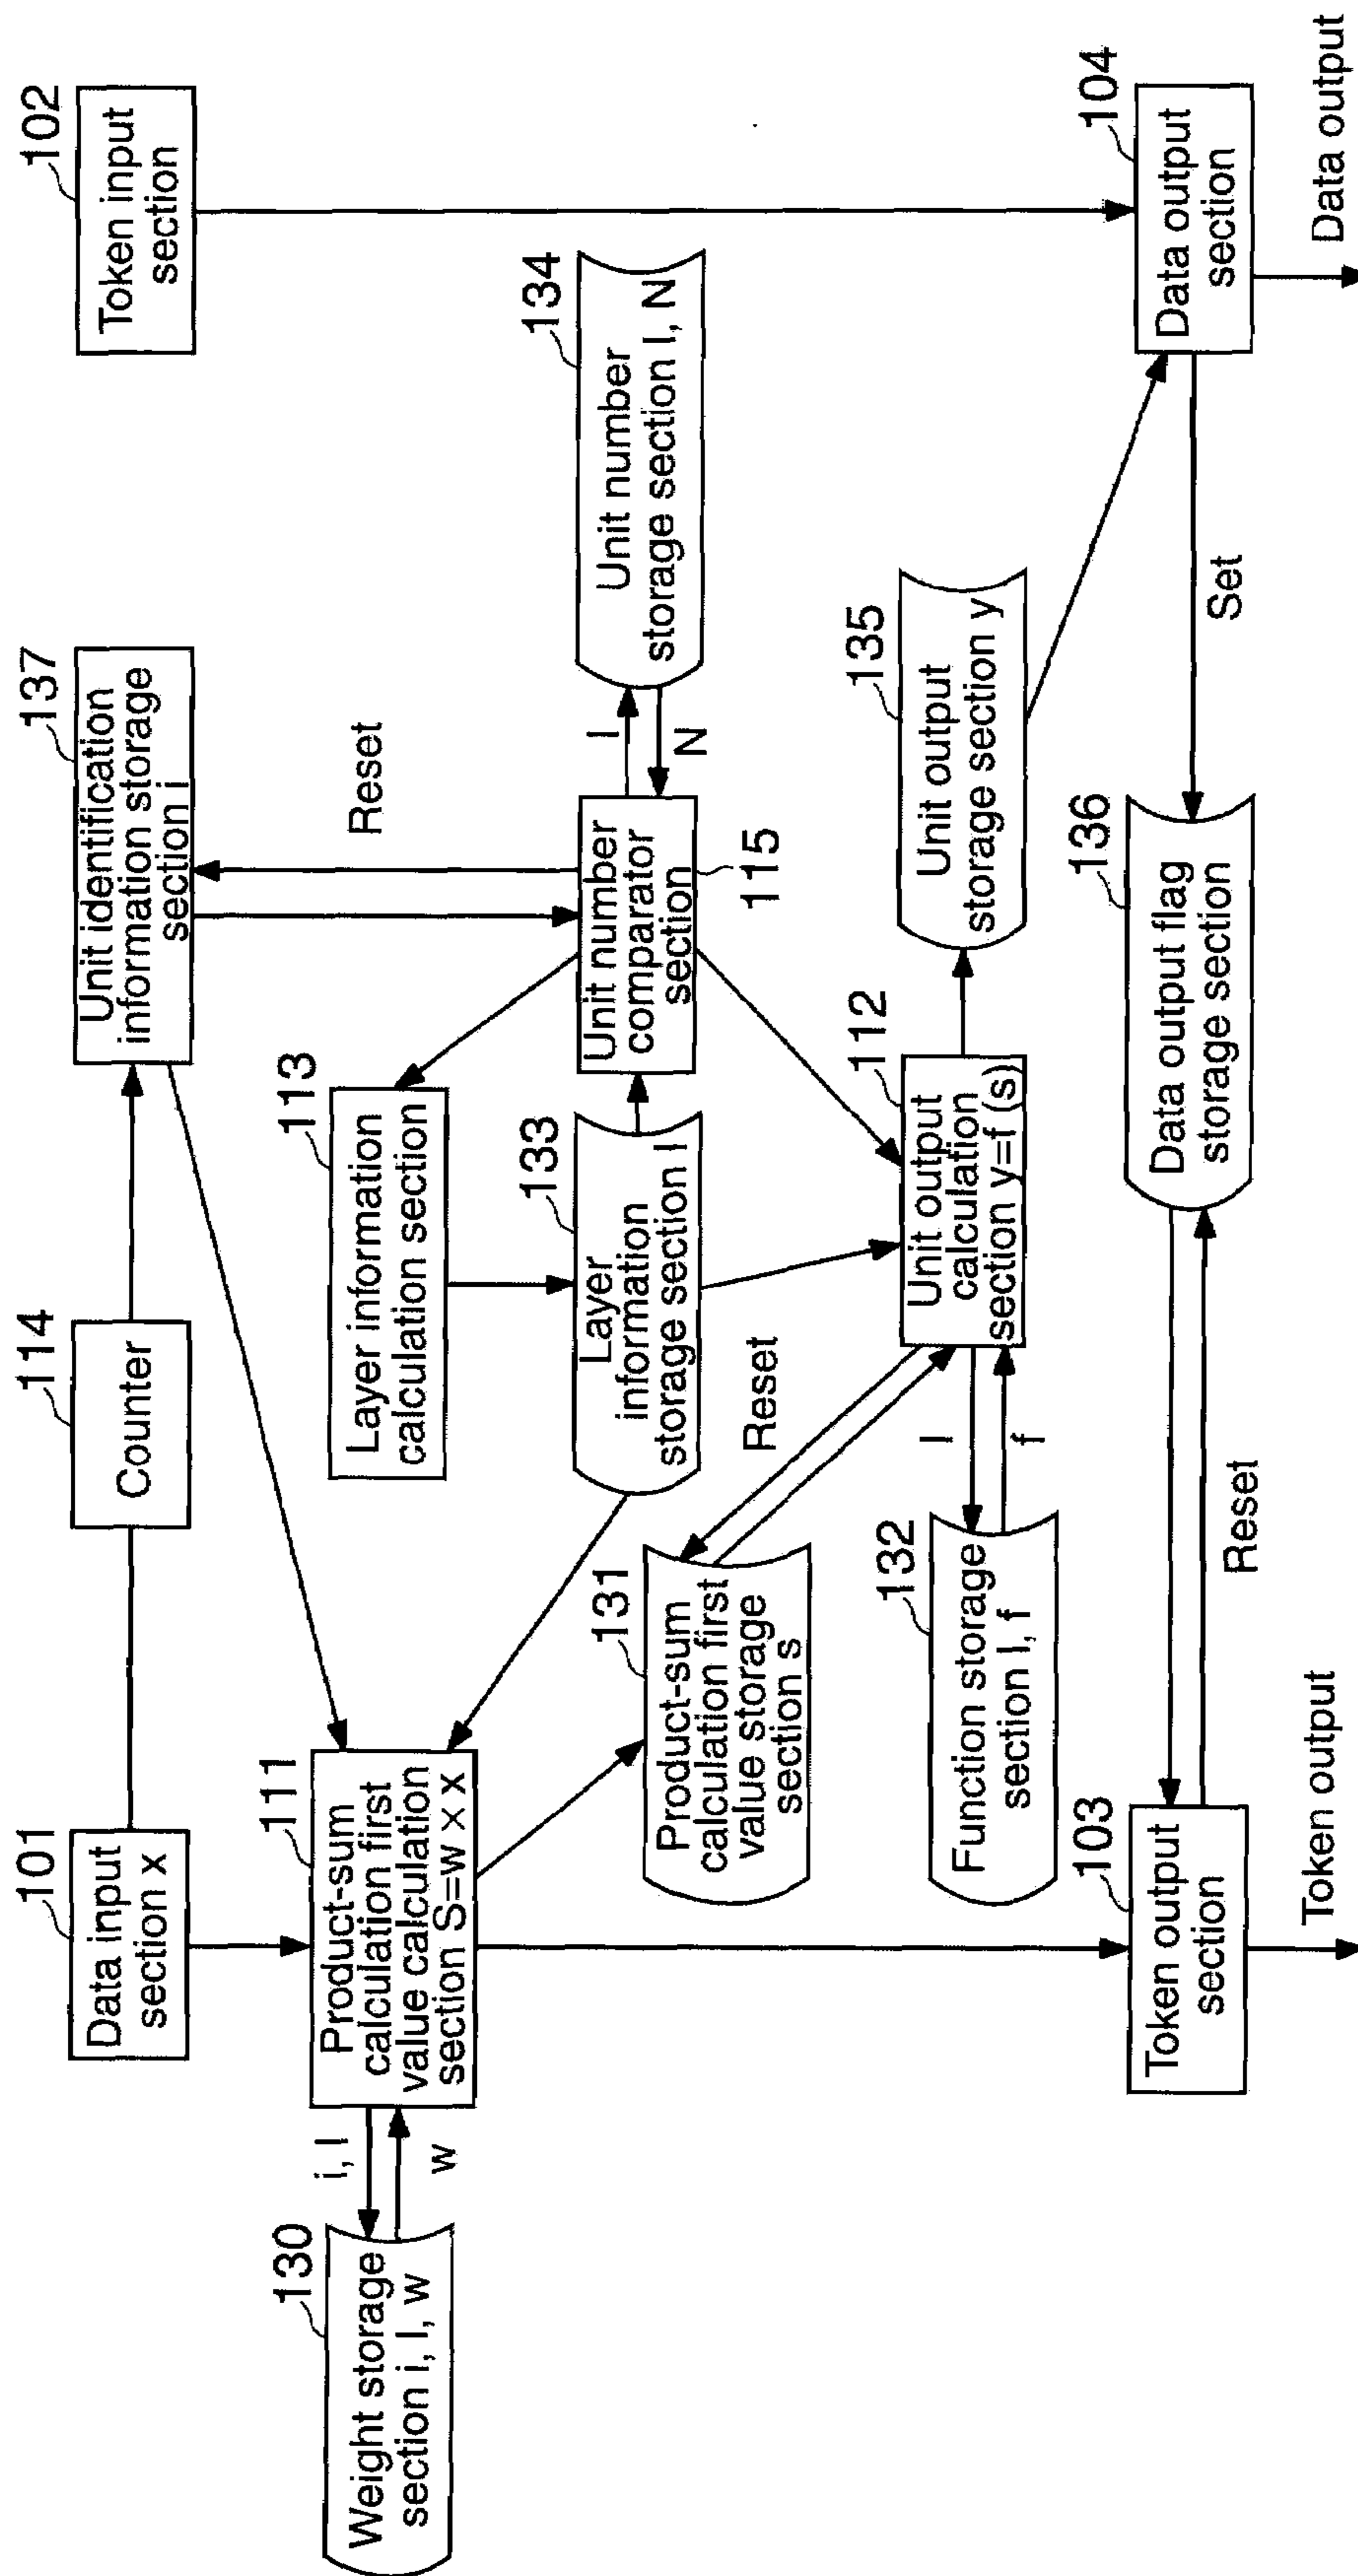 101
Data input
section x
114
Counter
137
Unit identification
information storage
section i
102
Token input
section
130
Weight storage
section i, l, w
i, l
w
111
Product-sum
calculation first
value calculation
section S=w × x
113
Layer information
calculation section
Reset
133
Layer
information
storage section l
Unit number
comparator
section
115
l
N
134
Unit number
storage section l, N
131
Product-sum
calculation first
value storage
section s
Reset
132
Function storage
section l, f
l
f
112
Unit output
calculation
section y=f (s)
135
Unit output
storage section y
103
Token output
section
Reset
136
Data output flag
storage section
Set
104
Data output
section
Token output
Data output